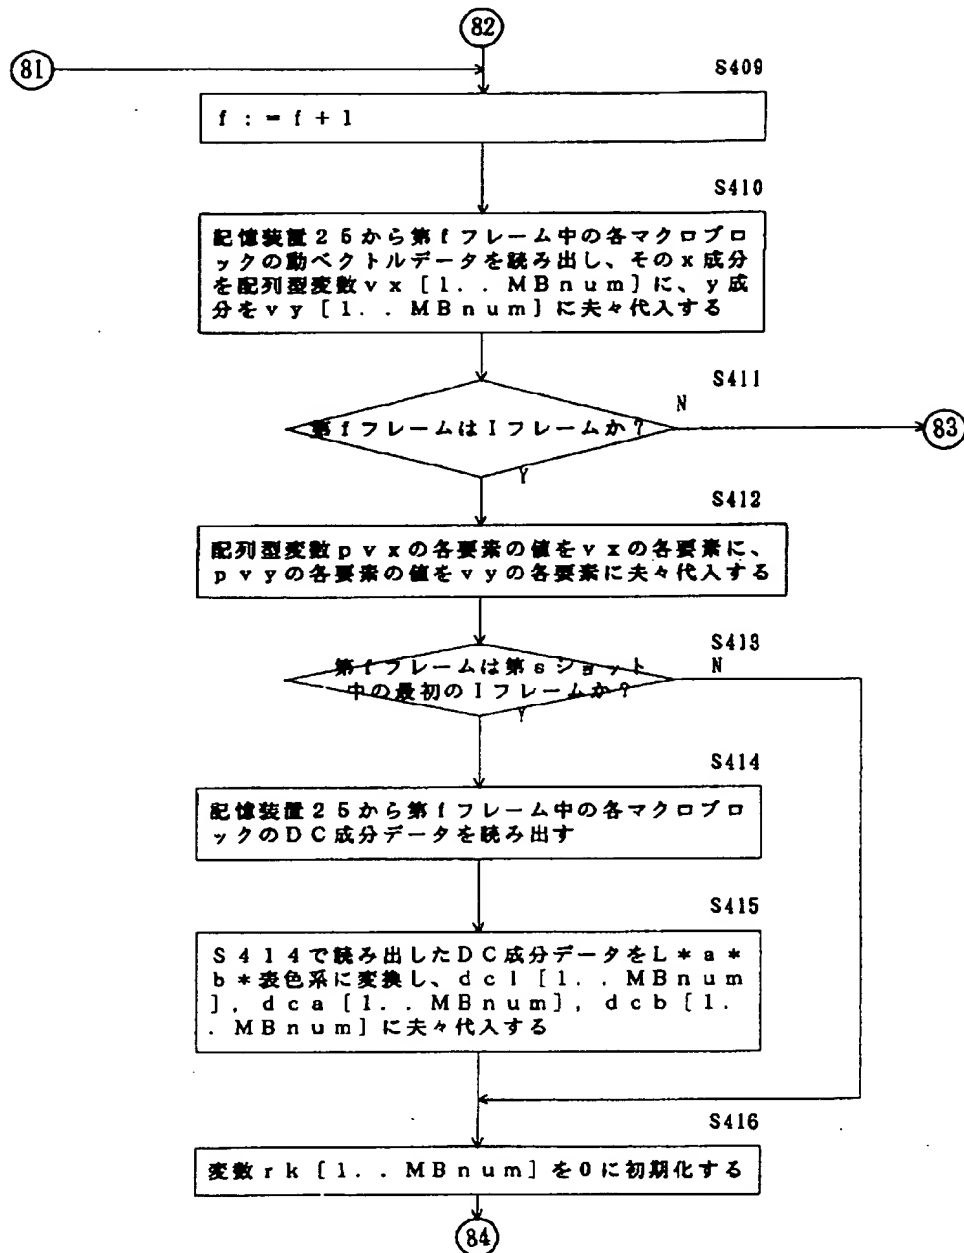 82
81
S409
f:=f+1
S410
記憶装置25から第fフレーム中の各マクロブロ
ックの動ベクトルデータを読み出し、そのx成分
を配列型変数vx[1..MBnum]に、y成
分をvy[1..MBnum]に夫々代入する
S411
N
第fフレームはIフレームか?
83
Y
S412
配列型変数pvxの各要素の値をvxの各要素に、
pvyの各要素の値をvyの各要素に夫々代入する
S413
第fフレームは第sショット
N
中の最初のIフレームか?
Y
S414
記憶装置25から第fフレーム中の各マクロブロ
ックのDC成分データを読み出す
S415
S414で読み出したDC成分データをL*a*
b*表色系に変換し、dcl[1..MBnum
],dca[1..MBnum],dcb[1.
.MBnum]に夫々代入する
S416
変数rk[1..MBnum]を0に初期化する
84